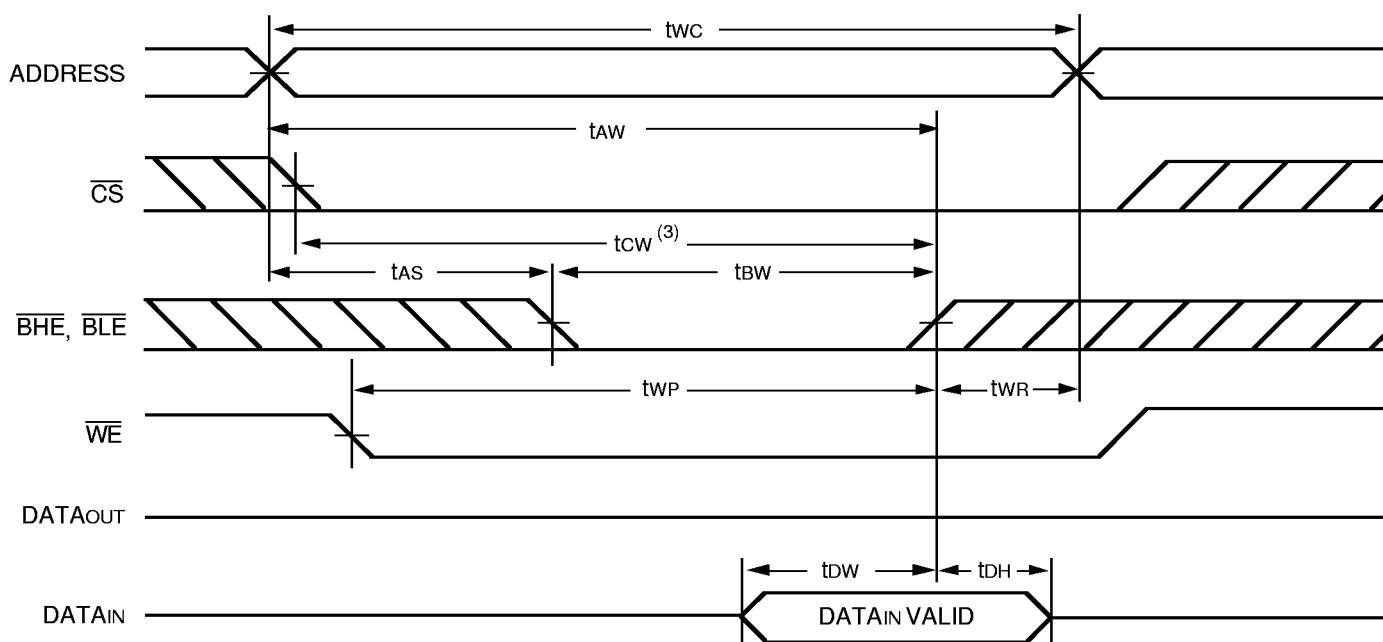 tWC
ADDRESS
tAW
CS
tCW (3)
tAS
tBW
BHE, BLE
tWP
tWR
WE
DATAOUT
tDW
tDH
DATAIN
DATAIN VALID